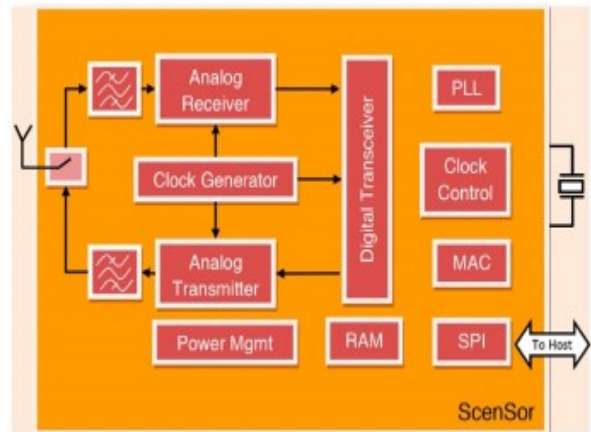 Analog
Receiver
Digital Transceiver
PLL
Clock Generator
Clock
Control
Analog
Transmitter
MAC
Power Mgmt
RAM
SPI
To Host
ScenSor